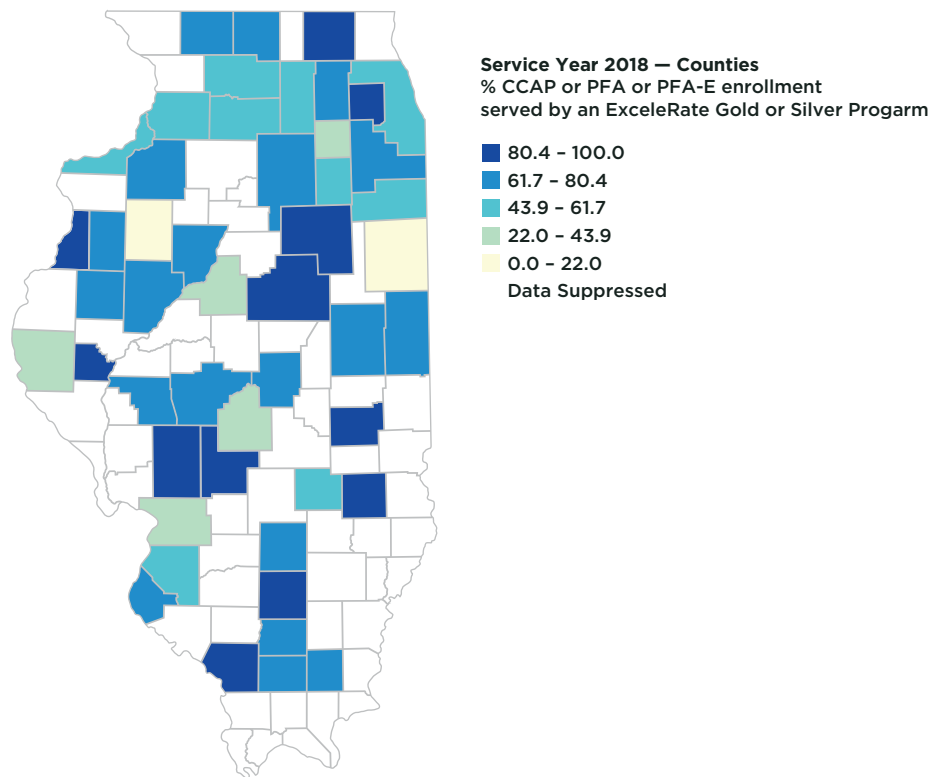 Service Year 2018 — Counties
% CCAP or PFA or PFA-E enrollment
served by an ExceleRate Gold or Silver Progarm
80.4 – 100.0
61.7 – 80.4
43.9 – 61.7
22.0 – 43.9
0.0 – 22.0
Data Suppressed